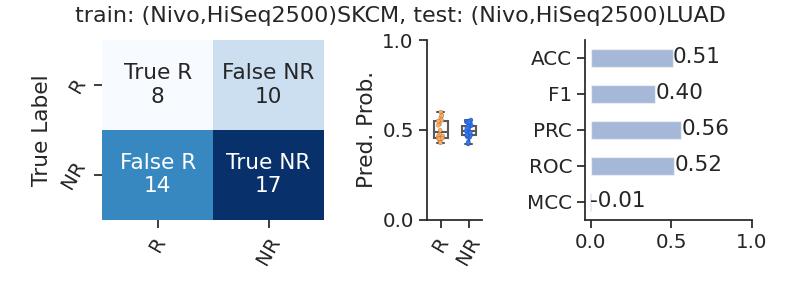 train: (Nivo,HiSeq2500)SKCM, test: (Nivo,HiSeq2500)LUAD
True Label
R
NR
True R
8
False NR
10
False R
14
True NR
17
R
NR
Pred. Prob.
1.0
0.5
0.0
R
NR
ACC
0.51
F1
0.40
PRC
0.56
ROC
0.52
MCC
-0.01
0.0
0.5
1.0